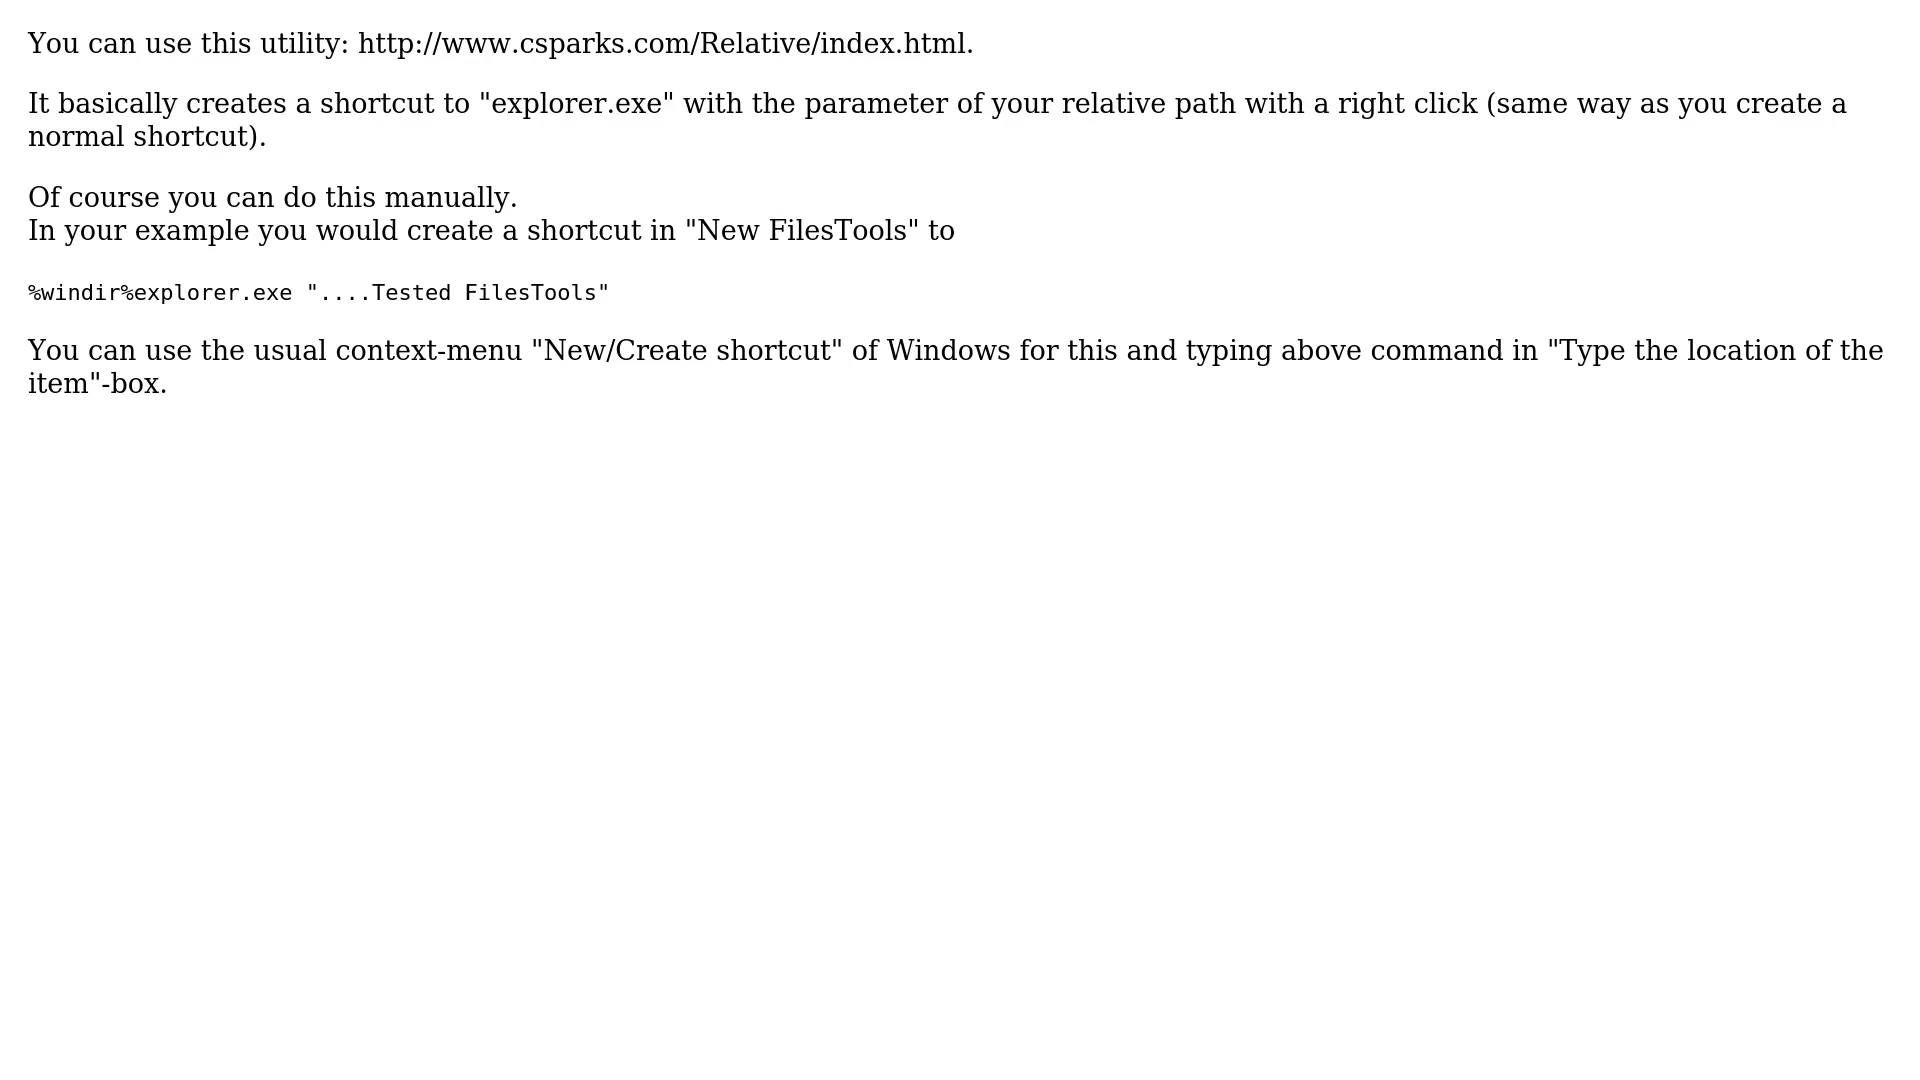 You can use this utility: http://www.csparks.com/Relative/index.html.
It basically creates a shortcut to "explorer.exe" with the parameter of your relative path with a right click (same way as you create a
normal shortcut).
Of course you can do this manually.
In your example you would create a shortcut in "New FilesTools" to
%windir%explorer.exe "....Tested FilesTools"
You can use the usual context-menu "New/Create shortcut" of Windows for this and typing above command in "Type the location of the
item"-box.